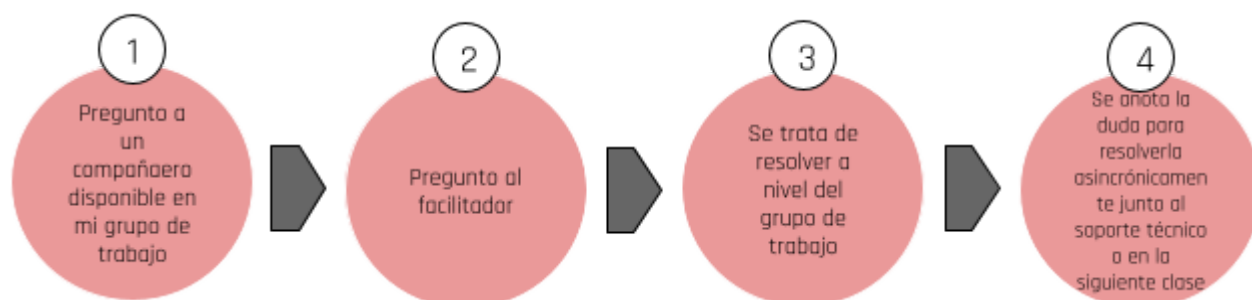 1
Pregunto a
un
compañaero
disponible en
mi grupo de
trabajo
2
Pregunto al
facilitador
3
Se trata de
resolver a
nivel del
grupo de
trabajo
4
Se anota la
duda para
resolverla
asincrónicamen
te junto al
soporte técnico
o en la
siguiente clase